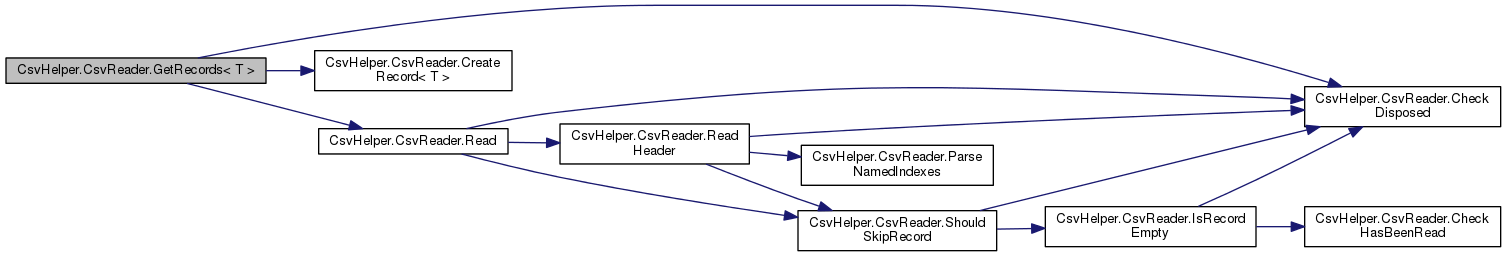 CsvHelper.CsvReader.GetRecords< T >
CsvHelper.CsvReader.Create
Record< T >
CsvHelper.CsvReader.Read
CsvHelper.CsvReader.Read
Header
CsvHelper.CsvReader.Parse
NamedIndexes
CsvHelper.CsvReader.Should
SkipRecord
CsvHelper.CsvReader.IsRecord
Empty
CsvHelper.CsvReader.Check
Disposed
CsvHelper.CsvReader.Check
HasBeenRead